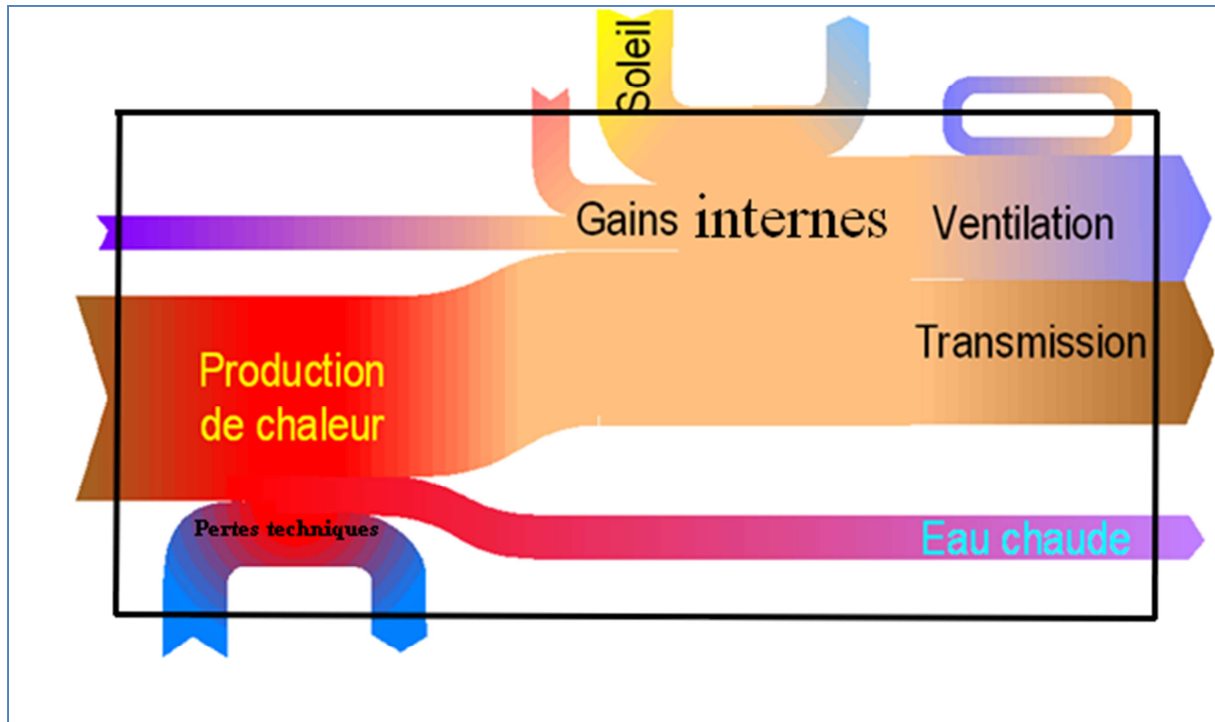 Soleil
Gains internes
Ventilation
Transmission
Production
de chaleur
Pertes techniques
Eau chaude